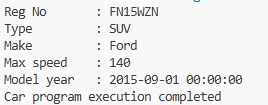 Reg No : FN15WZN
Type : SUV
Make : Ford
Max speed : 140
Model year : 2015-09-01 00:00:00
Car program execution completed